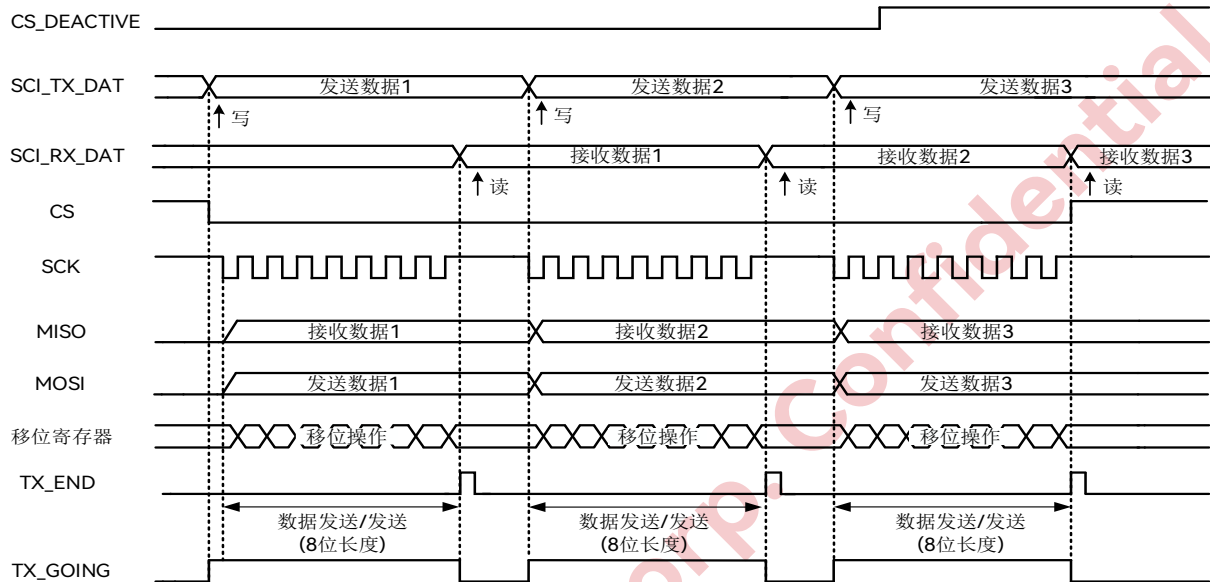 CS_DEACTIVE
SCI_TX_DAT 发送数据1 发送数据2 发送数据3
写 写 写
SCI_RX_DAT 接收数据1 接收数据2 接收数据3
读 读 读
CS
SCK
MISO 接收数据1 接收数据2 接收数据3
MOSI 发送数据1 发送数据2 发送数据3
移位寄存器 移位操作 移位操作 移位操作
TX_END
数据发送/发送 数据发送/发送 数据发送/发送
(8位长度) (8位长度) (8位长度)
TX_GOING
orp. Confidential